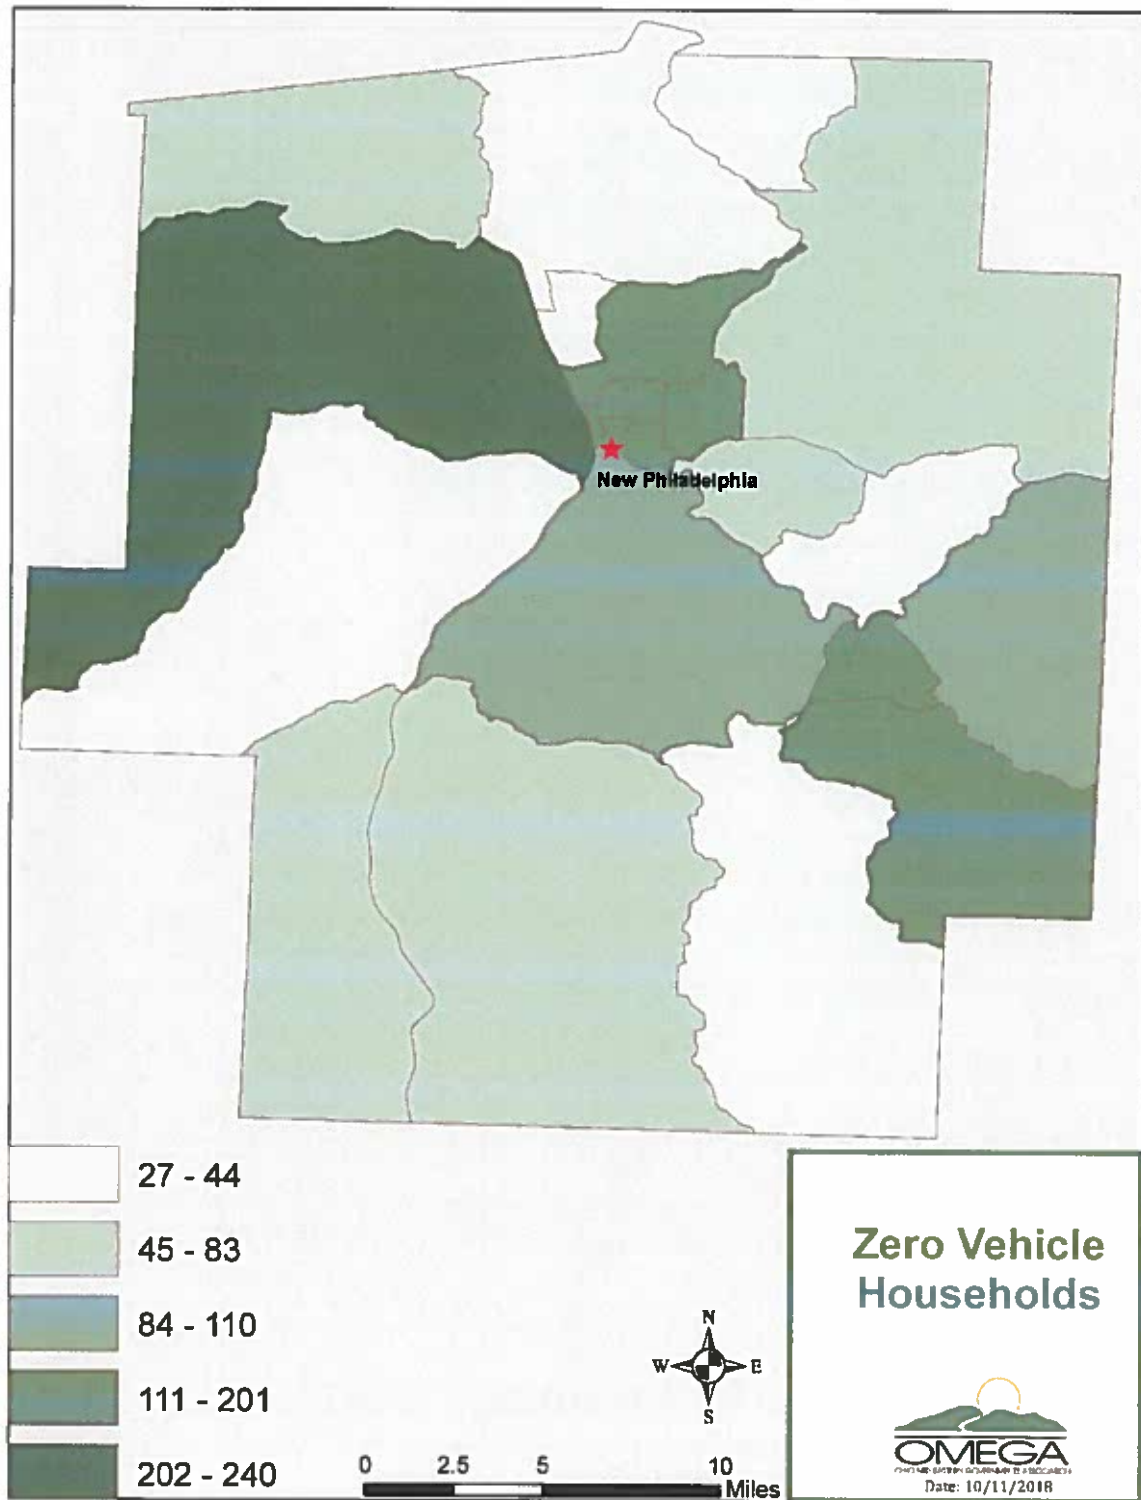 New Philadelphia
27 - 44
45 - 83
84 - 110
111 - 201
202 - 240
N
W E
S
0 2.5 5 10
Miles
Zero Vehicle
Households
OMEGA
Date: 10/11/2018